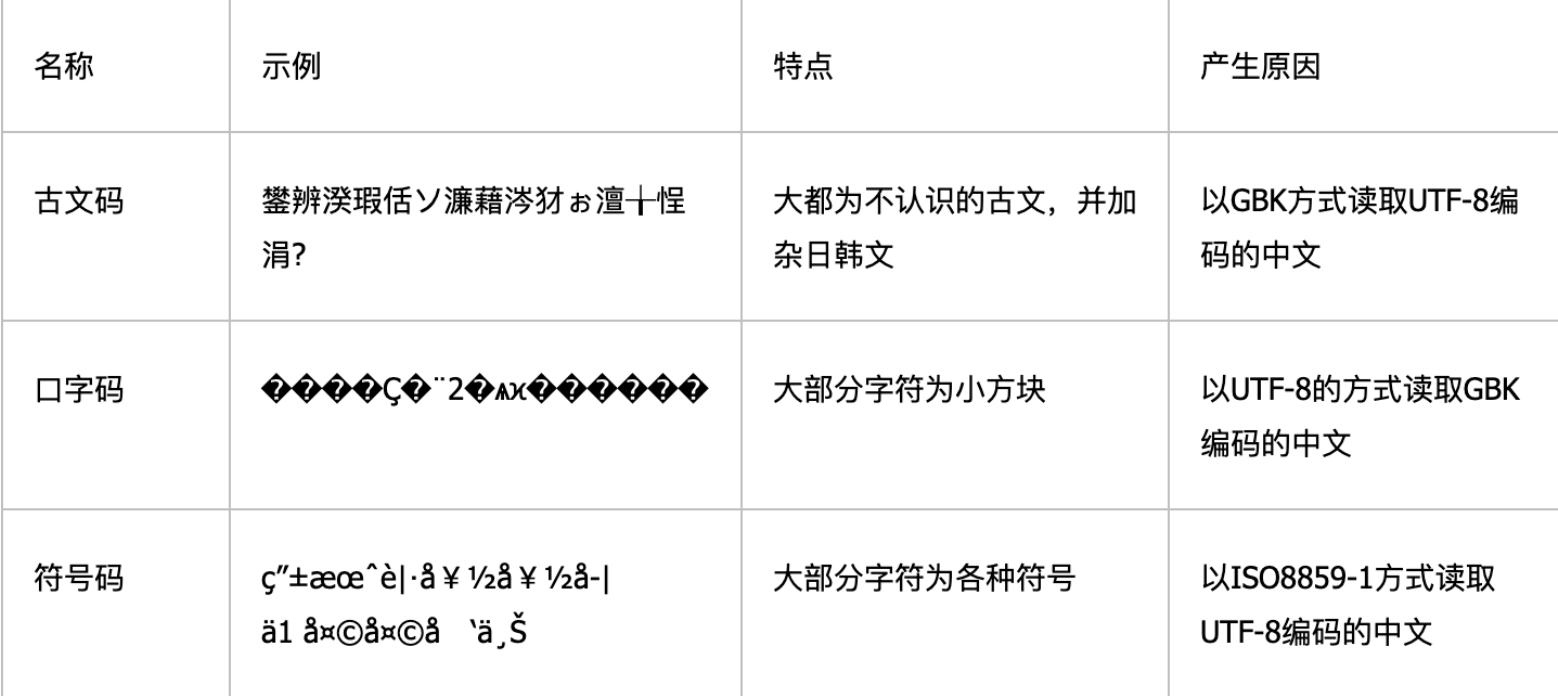 名称
示例
特点
产生原因
古文码
鐢辨湀瑕佸ソ濂藉涔犲ぉ澶╁悜
涓?
大都为不认识的古文，并加
杂日韩文
以GBK方式读取UTF-8编
码的中文
口字码
����Ç�¨2�ѧϰ������
大部分字符为小方块
以UTF-8的方式读取GBK
编码的中文
符号码
ç”±æœˆè¦·å¥½å¥½å-¦
ä1 å¤©å¤©å ‘ä¸Š
大部分字符为各种符号
以ISO8859-1方式读取
UTF-8编码的中文